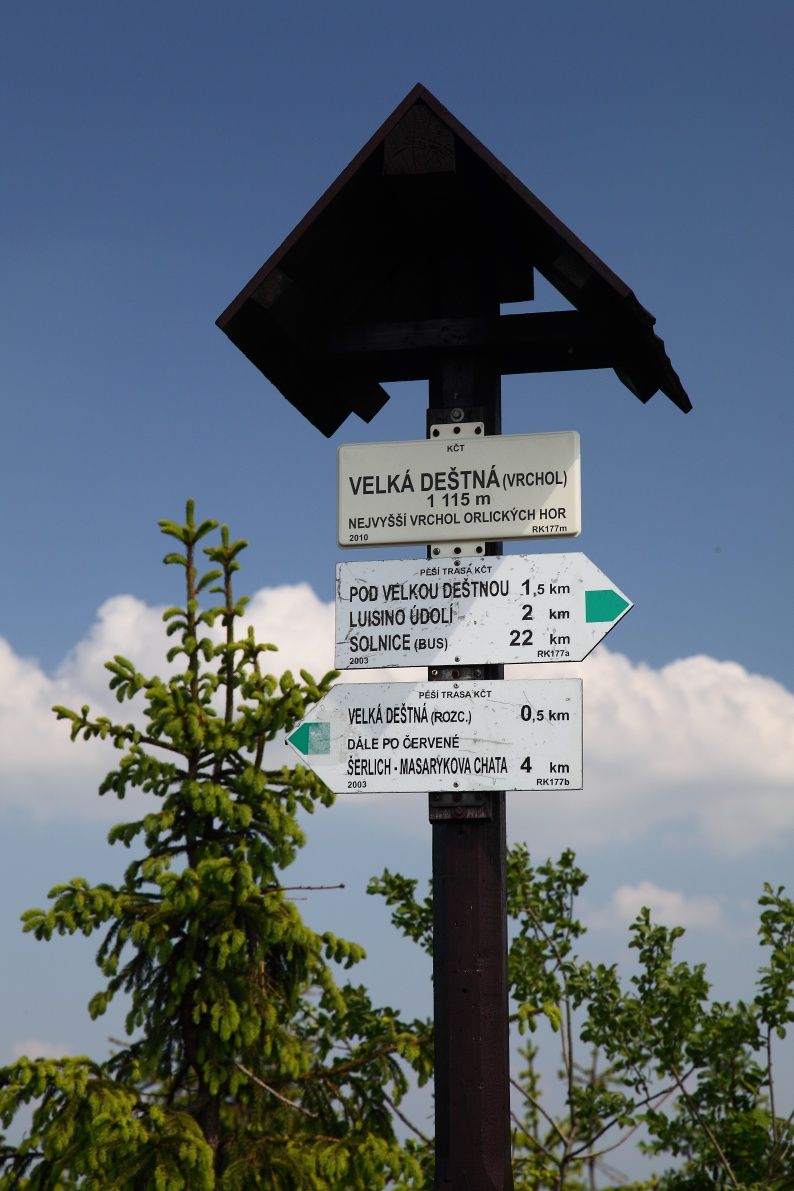 KČT
VELKÁ DEŠTNÁ (VRCHOL)
1 115 m
NEJVYŠŠÍ VRCHOL ORLICKÝCH HOR
2010 RK177m
PĚŠÍ TRASA KČT
POD VELKOU DEŠTNOU 1,5 km
LUISINO ÚDOLÍ 2 km
SOLNICE (BUS) 22 km
2003 RK177a
PĚŠÍ TRASA KČT
VELKÁ DEŠTNÁ (ROZC.) 0,5 km
DÁLE PO ČERVENÉ
ŠERLICH - MASARYKOVA CHATA 4 km
2003 RK177b